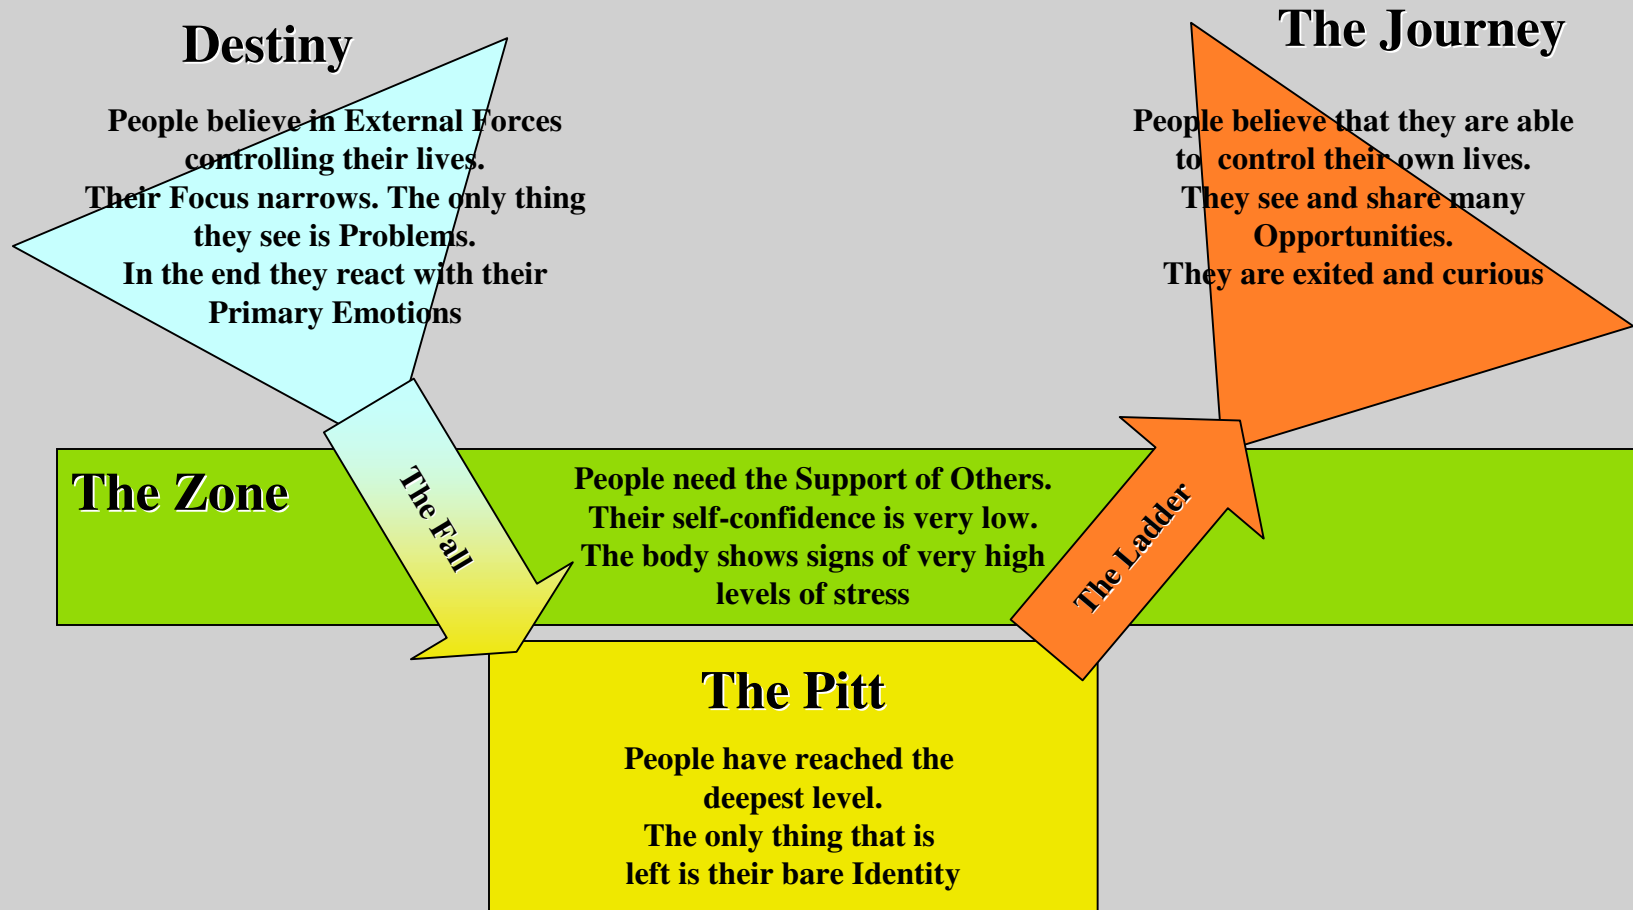 Destiny
People believe in External Forces
controlling their lives.
Their Focus narrows. The only thing
they see is Problems.
In the end they react with their
Primary Emotions
The Journey
People believe that they are able
to control their own lives.
They see and share many
Opportunities.
They are exited and curious
The Zone
The Fall
People need the Support of Others.
Their self-confidence is very low.
The body shows signs of very high
levels of stress
The Ladder
The Pitt
People have reached the
deepest level.
The only thing that is
left is their bare Identity